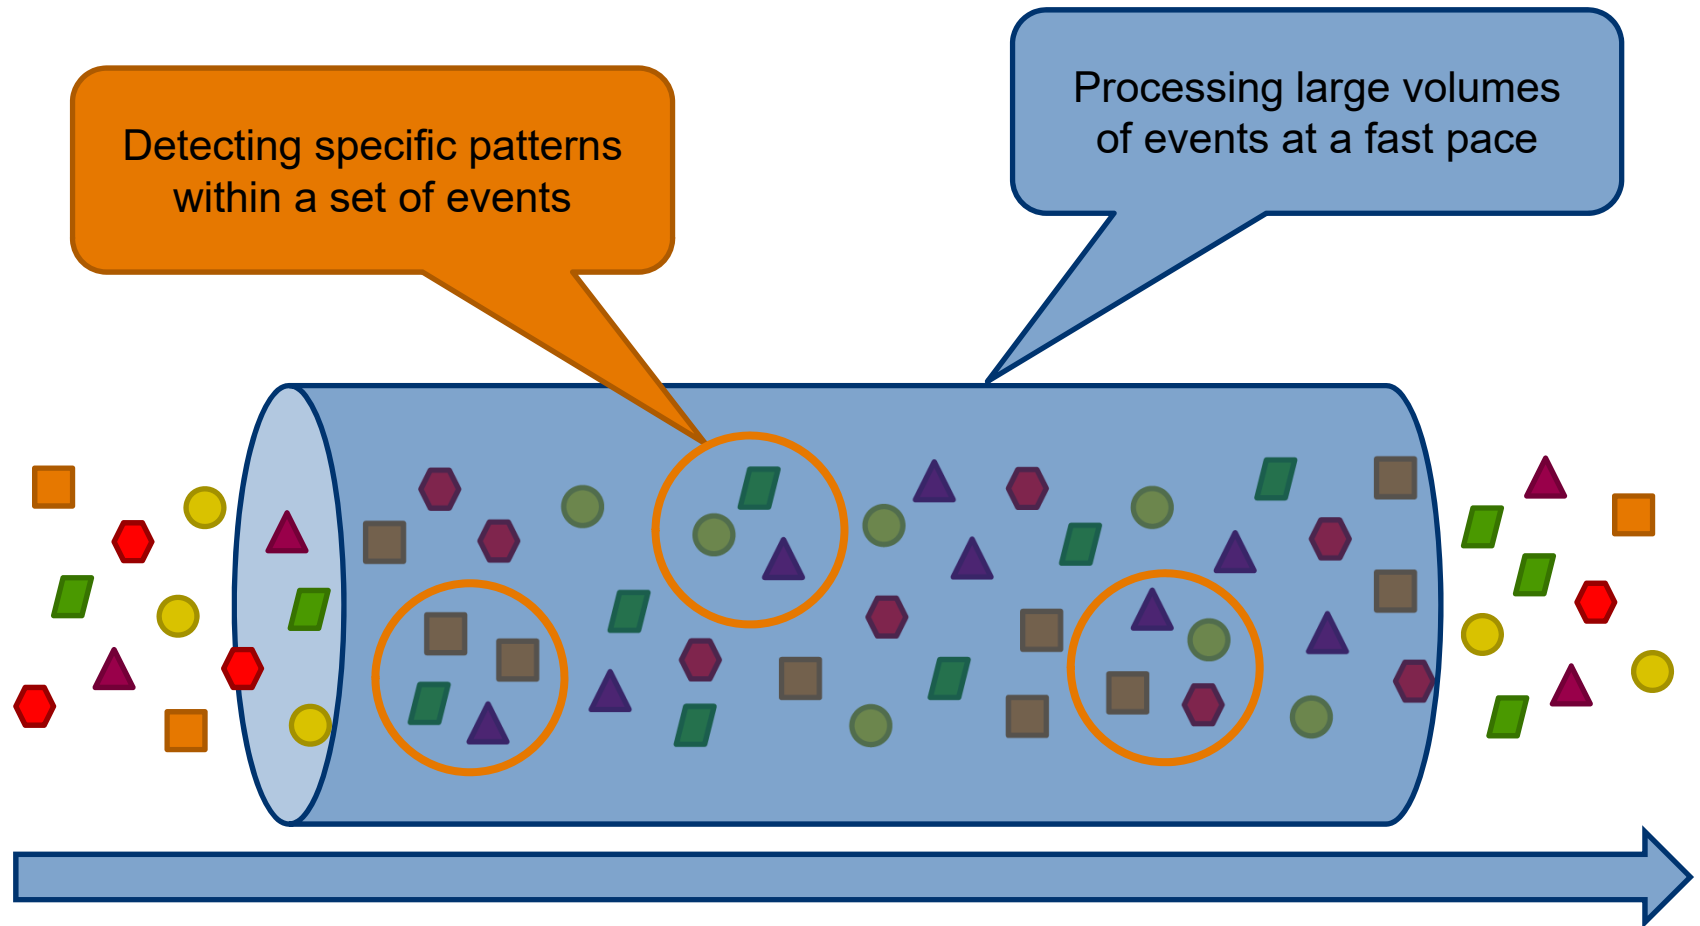 Detecting specific patterns
within a set of events
Processing large volumes
of events at a fast pace